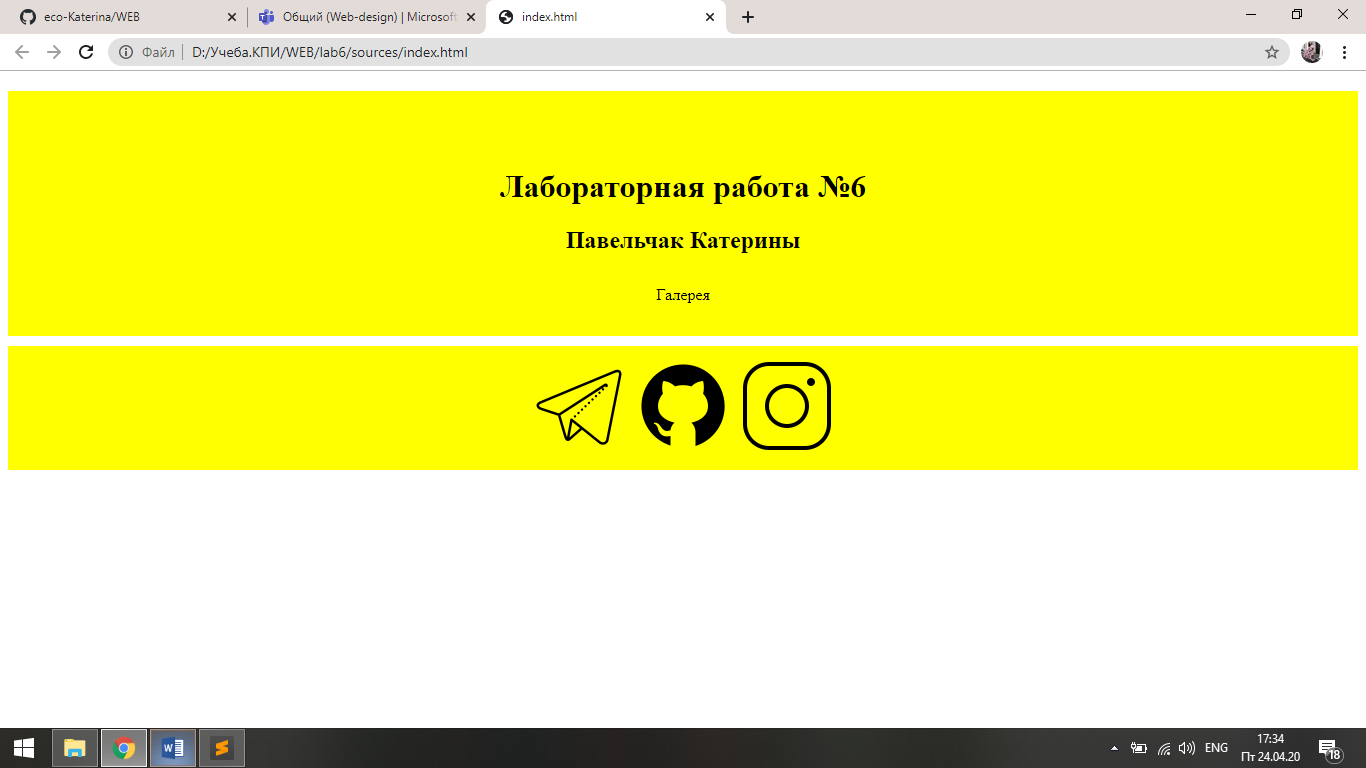 eco-Katerina/WEB
Общий (Web-design) | Microsoft
index.html
Файл
D:/Учеба.КПИ/WEB/lab6/sources/index.html
Лабораторная работа №6
Павельчак Катерины
Галерея
ENG
17:34
Пт 24.04.20
18